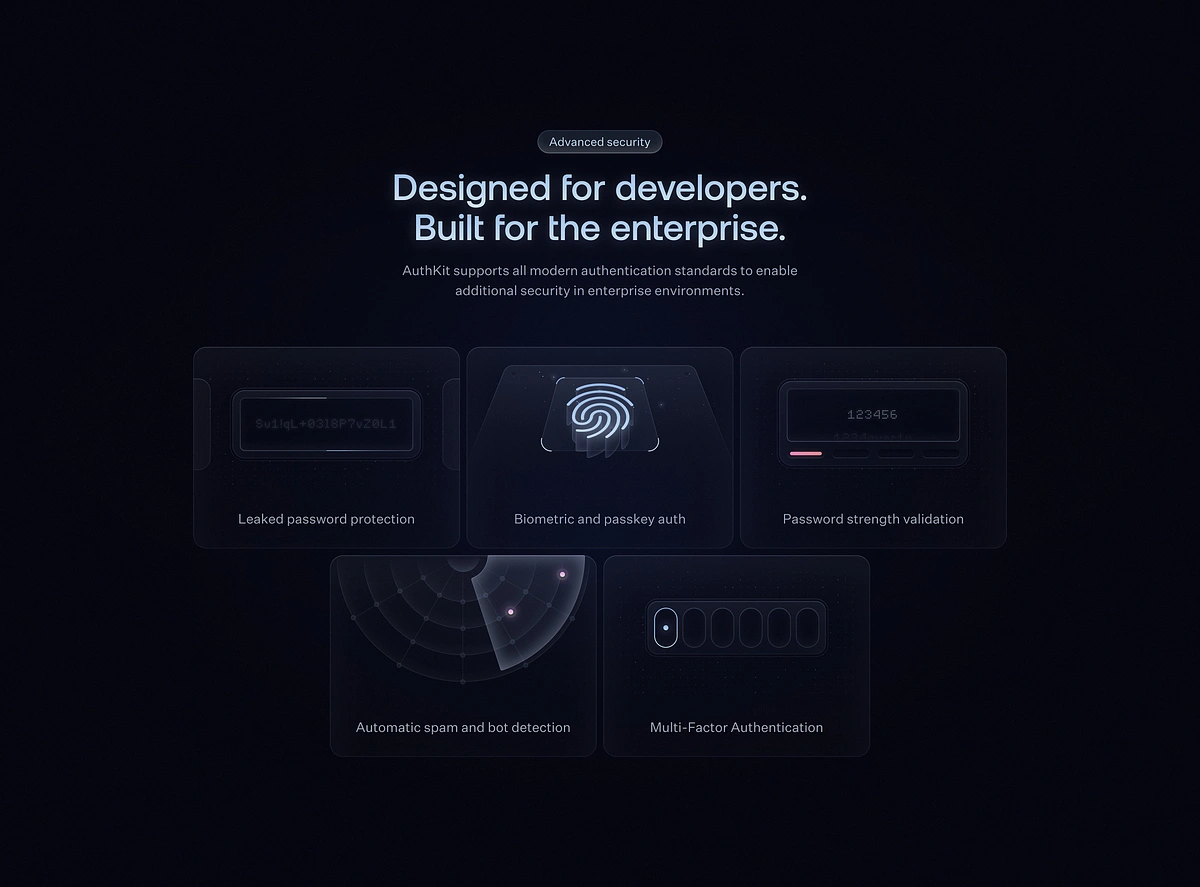 Advanced security
Designed for developers.
Built for the enterprise.
AuthKit supports all modern authentication standards to enable
additional security in enterprise environments.
123456
Leaked password protection
Biometric and passkey auth
Password strength validation
Automatic spam and bot detection
Multi-Factor Authentication